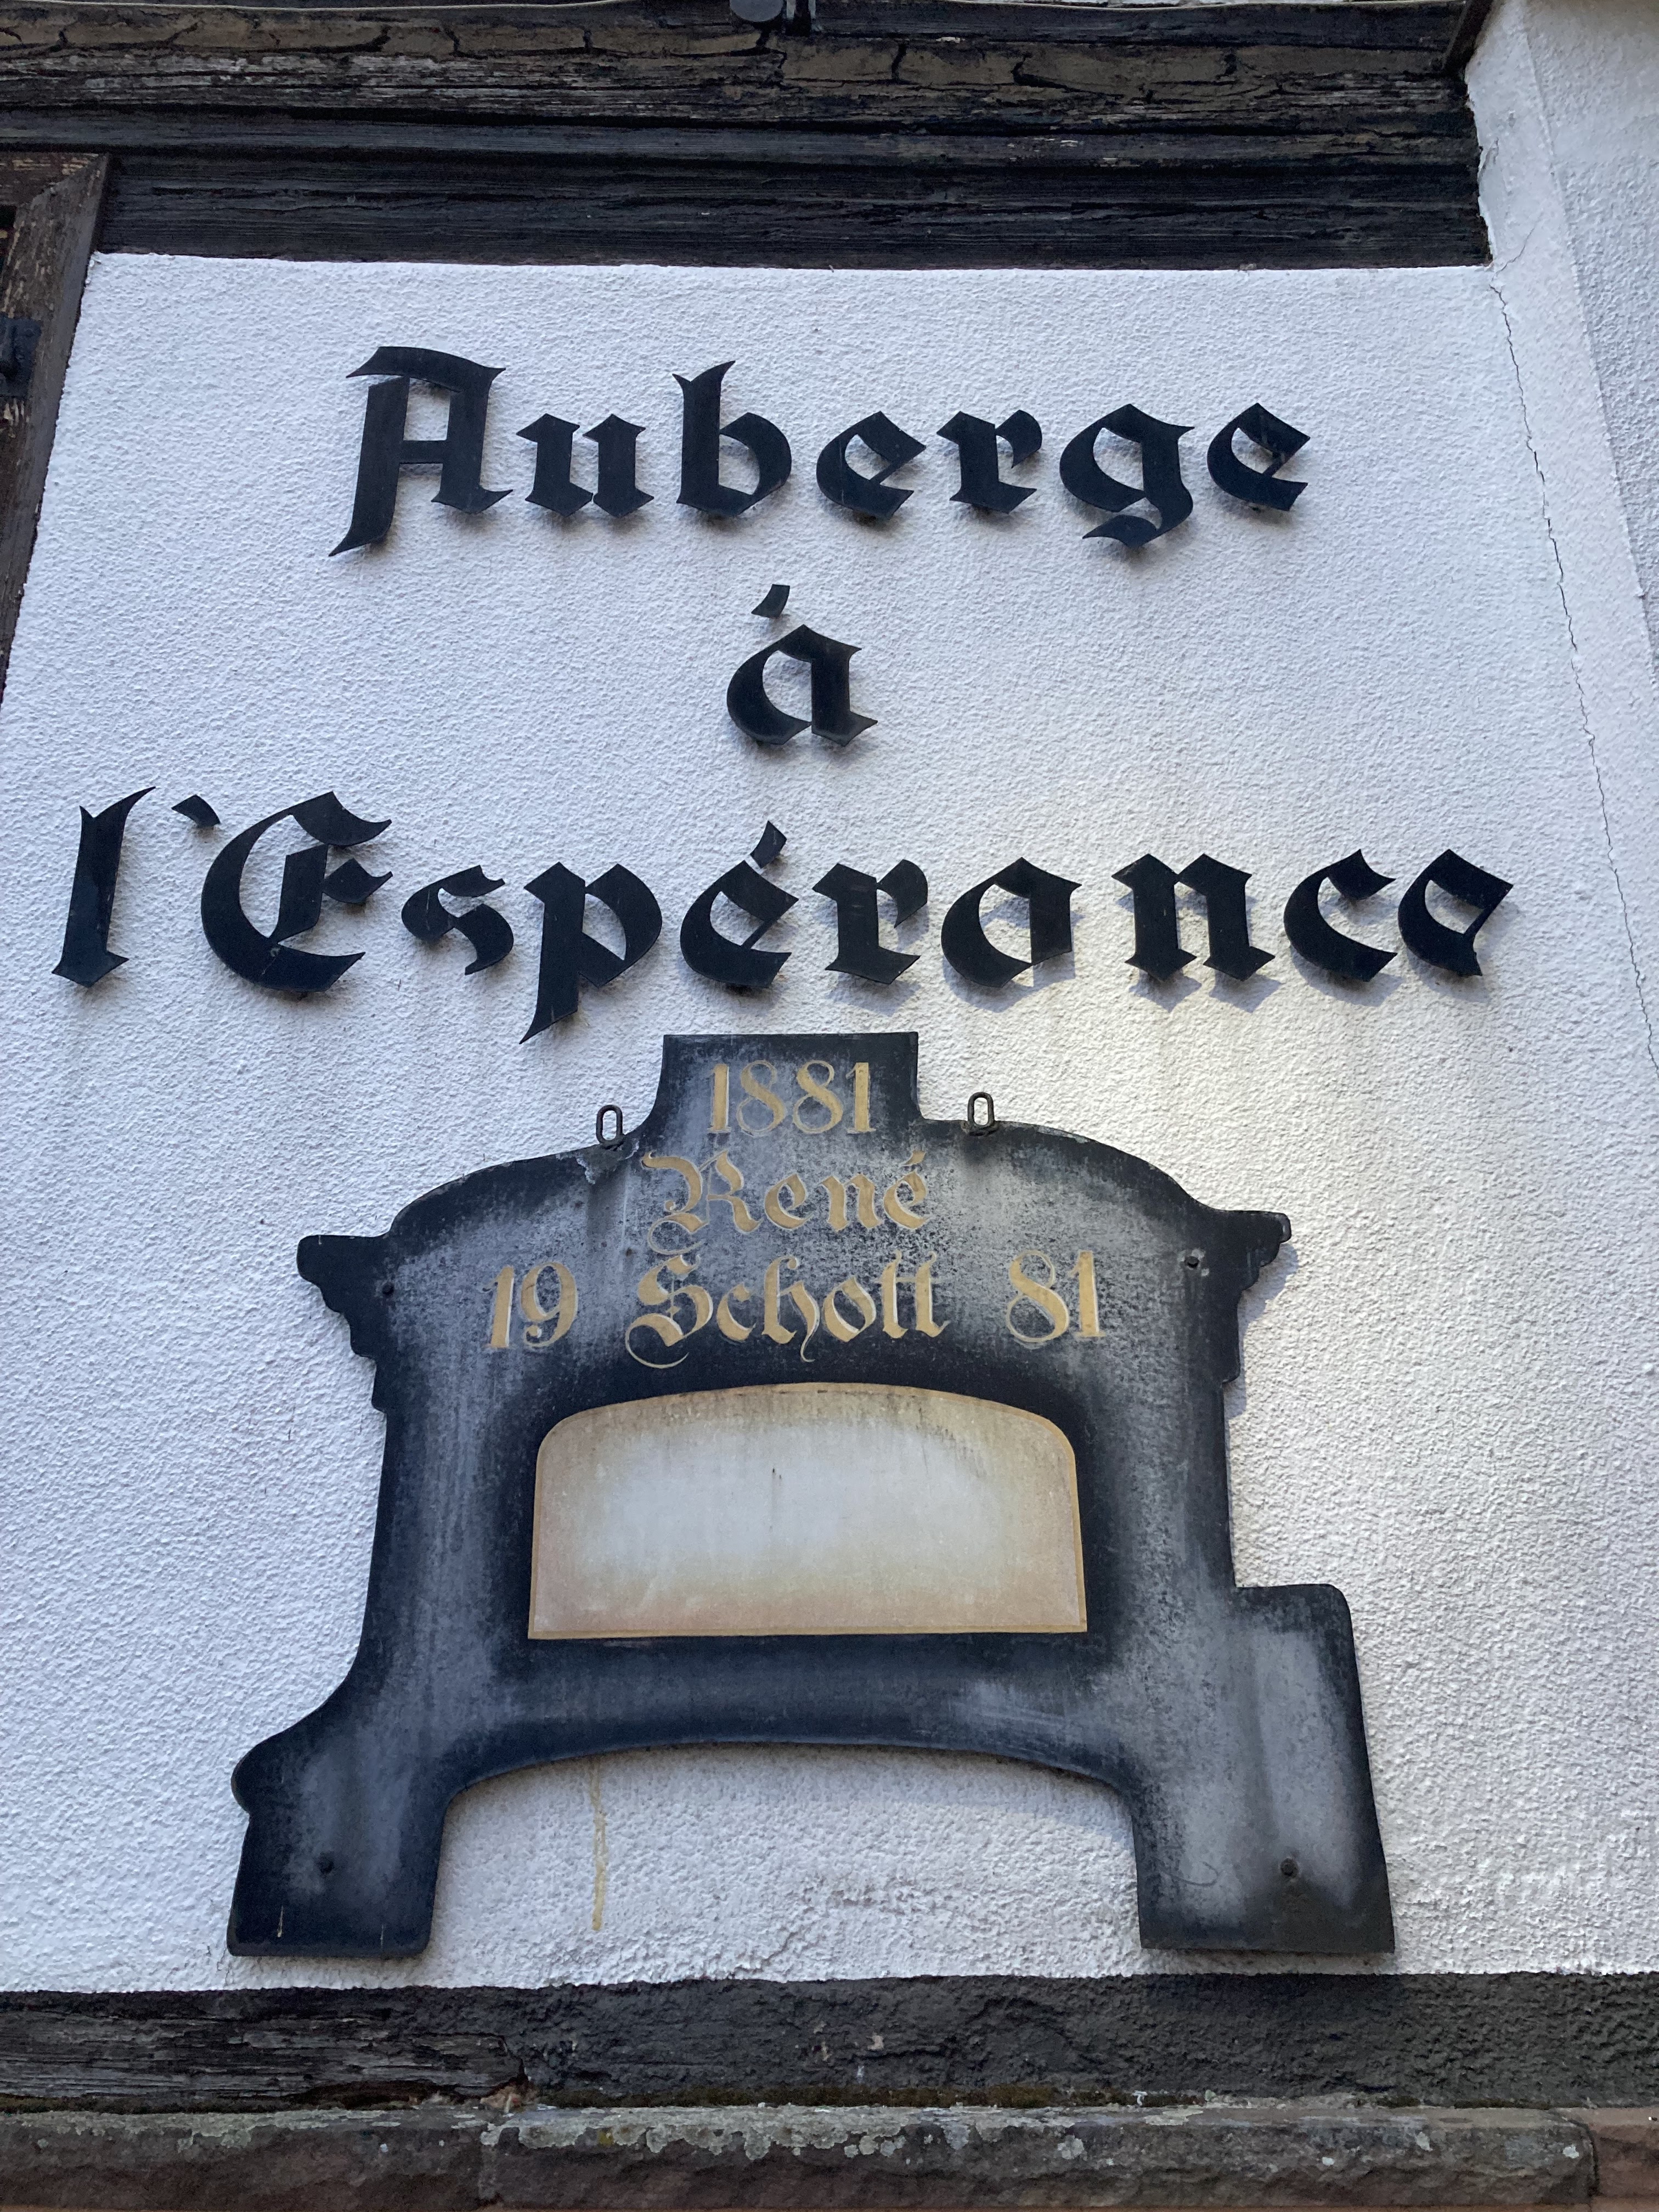 Auberge
à
l'Espérance
1881
René
19 Schott 81